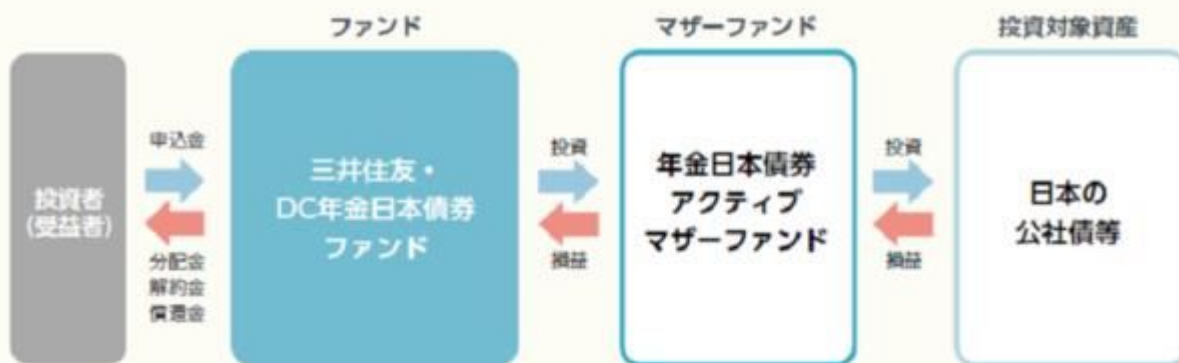 ファンド
マザーファンド
投資対象資産
投資者
(受益者)
申込金
分配金
解約金
償還金
三井住友・
DC年金日本債券
ファンド
投資
損益
年金日本債券
アクティブ
マザーファンド
投資
損益
日本の
公社債等